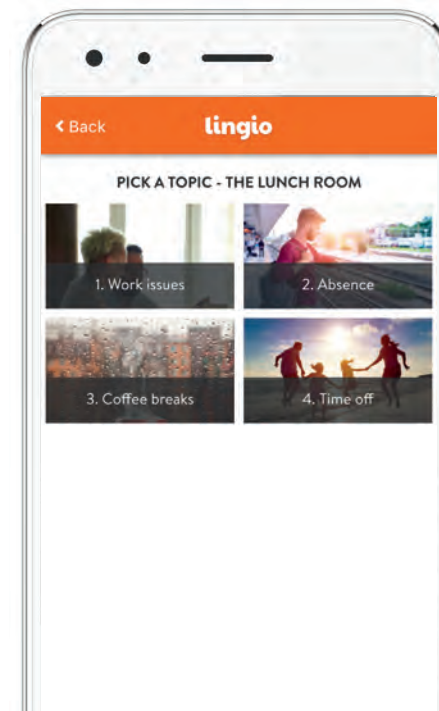 Back
lingio
PICK A TOPIC - THE LUNCH ROOM
1. Work issues
2. Absence
3. Coffee breaks
4. Time off